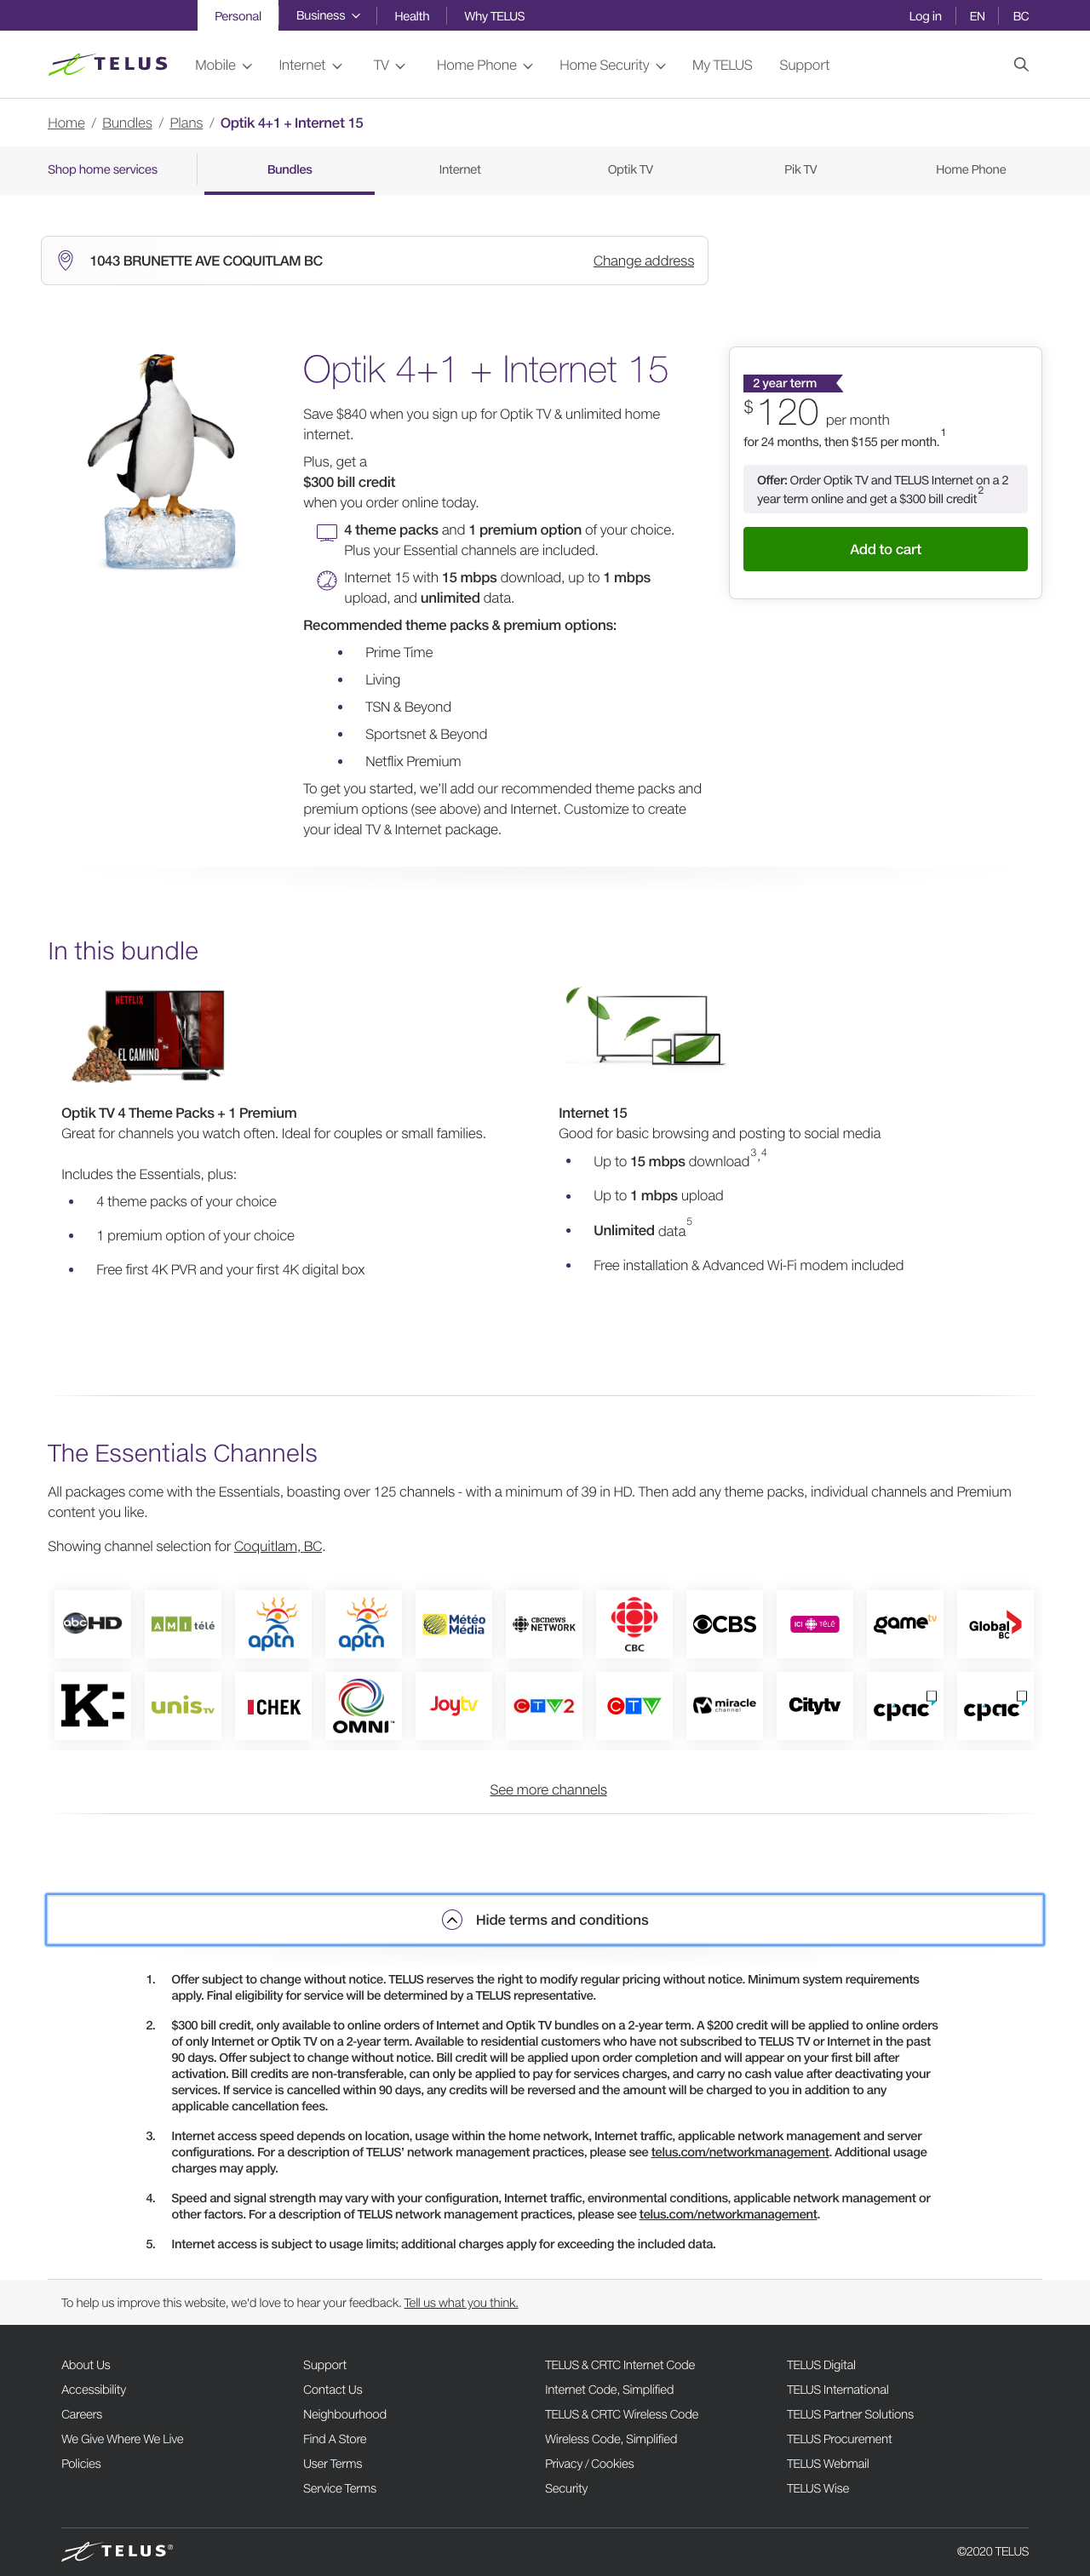 Personal Business Health Why TELUS Log in EN BC
TELUS Mobile Internet TV Home Phone Home Security My TELUS Support
Home / Bundles / Plans / Optik 4+1 + Internet 15
Shop home services Bundles Internet Optik TV Pik TV Home Phone
1043 BRUNETTE AVE COQUITLAM BC Change address
Optik 4+1 + Internet 15
Save $840 when you sign up for Optik TV & unlimited home
internet.
Plus, get a
$300 bill credit
when you order online today.
4 theme packs and 1 premium option of your choice.
Plus your Essential channels are included.
Internet 15 with 15 mbps download, up to 1 mbps
upload, and unlimited data.
Recommended theme packs & premium options:
• Prime Time
• Living
• TSN & Beyond
• Sportsnet & Beyond
• Netflix Premium
To get you started, we'll add our recommended theme packs and
premium options (see above) and Internet. Customize to create
your ideal TV & Internet package.
2 year term
$120 per month
for 24 months, then $155 per month.1
Offer: Order Optik TV and TELUS Internet on a 2
year term online and get a $300 bill credit2
Add to cart
In this bundle
NETFLIX
EL CAMINO
Optik TV 4 Theme Packs + 1 Premium
Great for channels you watch often. Ideal for couples or small families.
Includes the Essentials, plus:
• 4 theme packs of your choice
• 1 premium option of your choice
• Free first 4K PVR and your first 4K digital box
Internet 15
Good for basic browsing and posting to social media
• Up to 15 mbps download3,4
• Up to 1 mbps upload
• Unlimited data5
• Free installation & Advanced Wi-Fi modem included
The Essentials Channels
All packages come with the Essentials, boasting over 125 channels - with a minimum of 39 in HD. Then add any theme packs, individual channels and Premium
content you like.
Showing channel selection for Coquitlam, BC.
abc HD AMI télé aptn aptn Météo Média CBC NEWS NETWORK CBC CBS ICI TÉLÉ game tv Global BC
K: unis TV CHEK OMNI Joytv CTV2 CTV miracle channel Citytv cpac cpac
See more channels
Hide terms and conditions
1. Offer subject to change without notice. TELUS reserves the right to modify regular pricing without notice. Minimum system requirements
apply. Final eligibility for service will be determined by a TELUS representative.
2. $300 bill credit, only available to online orders of Internet and Optik TV bundles on a 2-year term. A $200 credit will be applied to online orders
of only Internet or Optik TV on a 2-year term. Available to residential customers who have not subscribed to TELUS TV or Internet in the past
90 days. Offer subject to change without notice. Bill credit will be applied upon order completion and will appear on your first bill after
activation. Bill credits are non-transferable, can only be applied to pay for services charges, and carry no cash value after deactivating your
services. If service is cancelled within 90 days, any credits will be reversed and the amount will be charged to you in addition to any
applicable cancellation fees.
3. Internet access speed depends on location, usage within the home network, Internet traffic, applicable network management and server
configurations. For a description of TELUS’ network management practices, please see telus.com/networkmanagement. Additional usage
charges may apply.
4. Speed and signal strength may vary with your configuration, Internet traffic, environmental conditions, applicable network management or
other factors. For a description of TELUS network management practices, please see telus.com/networkmanagement.
5. Internet access is subject to usage limits; additional charges apply for exceeding the included data.
To help us improve this website, we'd love to hear your feedback. Tell us what you think.
About Us Support TELUS & CRTC Internet Code TELUS Digital
Accessibility Contact Us Internet Code, Simplified TELUS International
Careers Neighbourhood TELUS & CRTC Wireless Code TELUS Partner Solutions
We Give Where We Live Find A Store Wireless Code, Simplified TELUS Procurement
Policies User Terms Privacy / Cookies TELUS Webmail
Service Terms Security TELUS Wise
TELUS® ©2020 TELUS